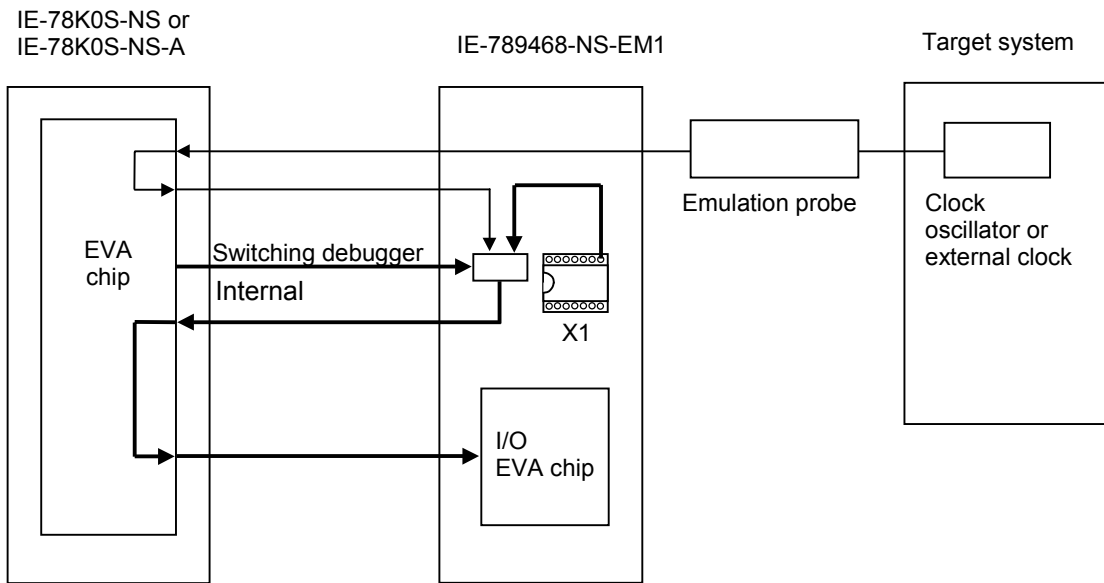 IE-78K0S-NS or
IE-78K0S-NS-A
IE-789468-NS-EM1
Target system
Emulation probe
Clock
oscillator or
external clock
EVA
chip
Switching debugger
Internal
X1
I/O
EVA chip